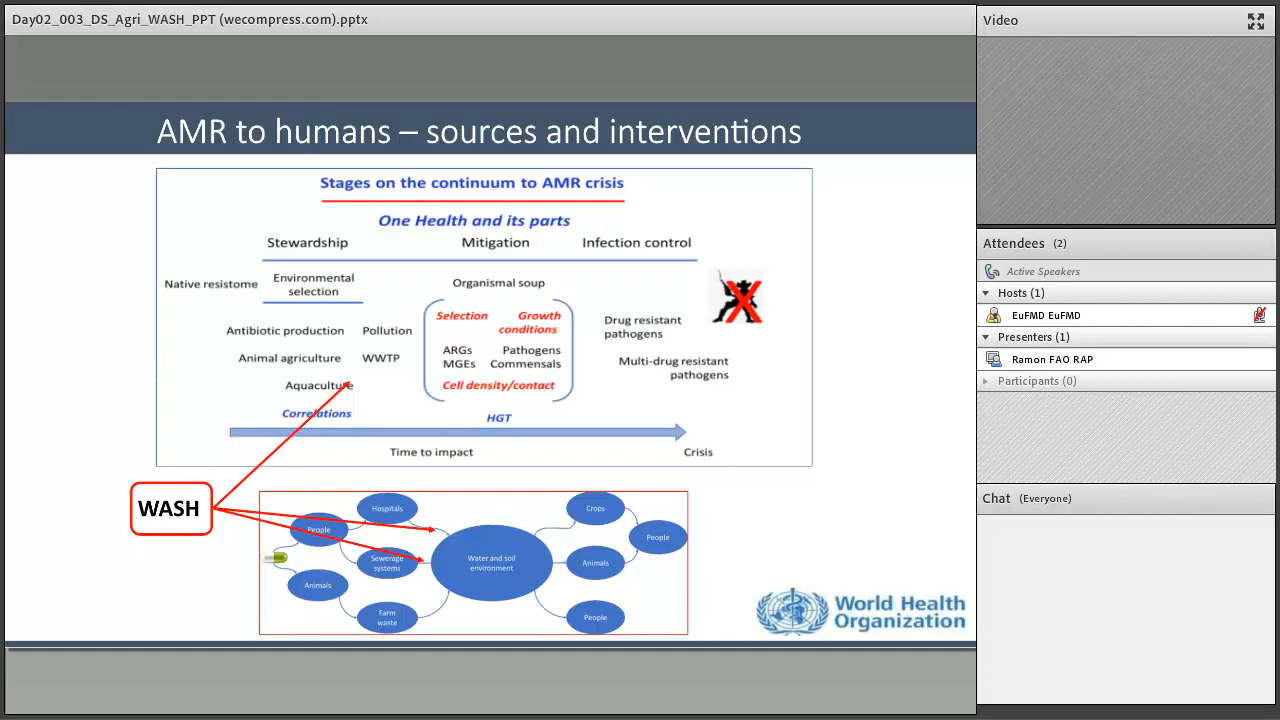 Day02_003_DS_Agri_WASH_PPT (wecompress.com).pptx
AMR to humans – sources and interventions
Stages on the continuum to AMR crisis
One Health and its parts
Stewardship Mitigation Infection control
Native resistome
Environmental
selection
Organismal soup
Antibiotic production Pollution
Animal agriculture WWTP
Aquaculture
Correlations
Selection Growth
conditions
ARGs Pathogens
MGEs Commensals
Cell density/contact
HGT
Drug resistant
pathogens
Multi-drug resistant
pathogens
Time to impact Crisis
WASH
People
Animals
Hospitals
Sewerage
systems
Farm
waste
Water and soil
environment
Crops
Animals
People
People
World Health
Organization
Video
Attendees (2)
Active Speakers
Hosts (1)
EuFMD EuFMD
Presenters (1)
Ramon FAO RAP
Participants (0)
Chat (Everyone)